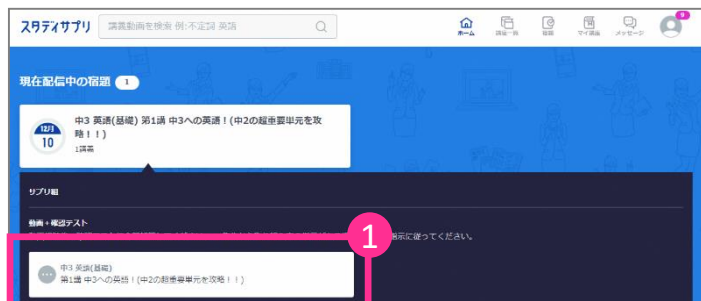 スタディサプリ
講義動画を検索 例:不定詞 英語
ホーム
講座一覧
宿題
マイ講座
メッセージ
9
現在配信中の宿題 1
中3 英語(基礎) 第1講 中3への英語！(中2の超重要単元を攻
略！！)
1講義
12/1
10
サプリ組
動画+確認テスト
指示に従ってください。
1
中3 英語(基礎)
第1講 中3への英語！(中2の超重要単元を攻略！！)